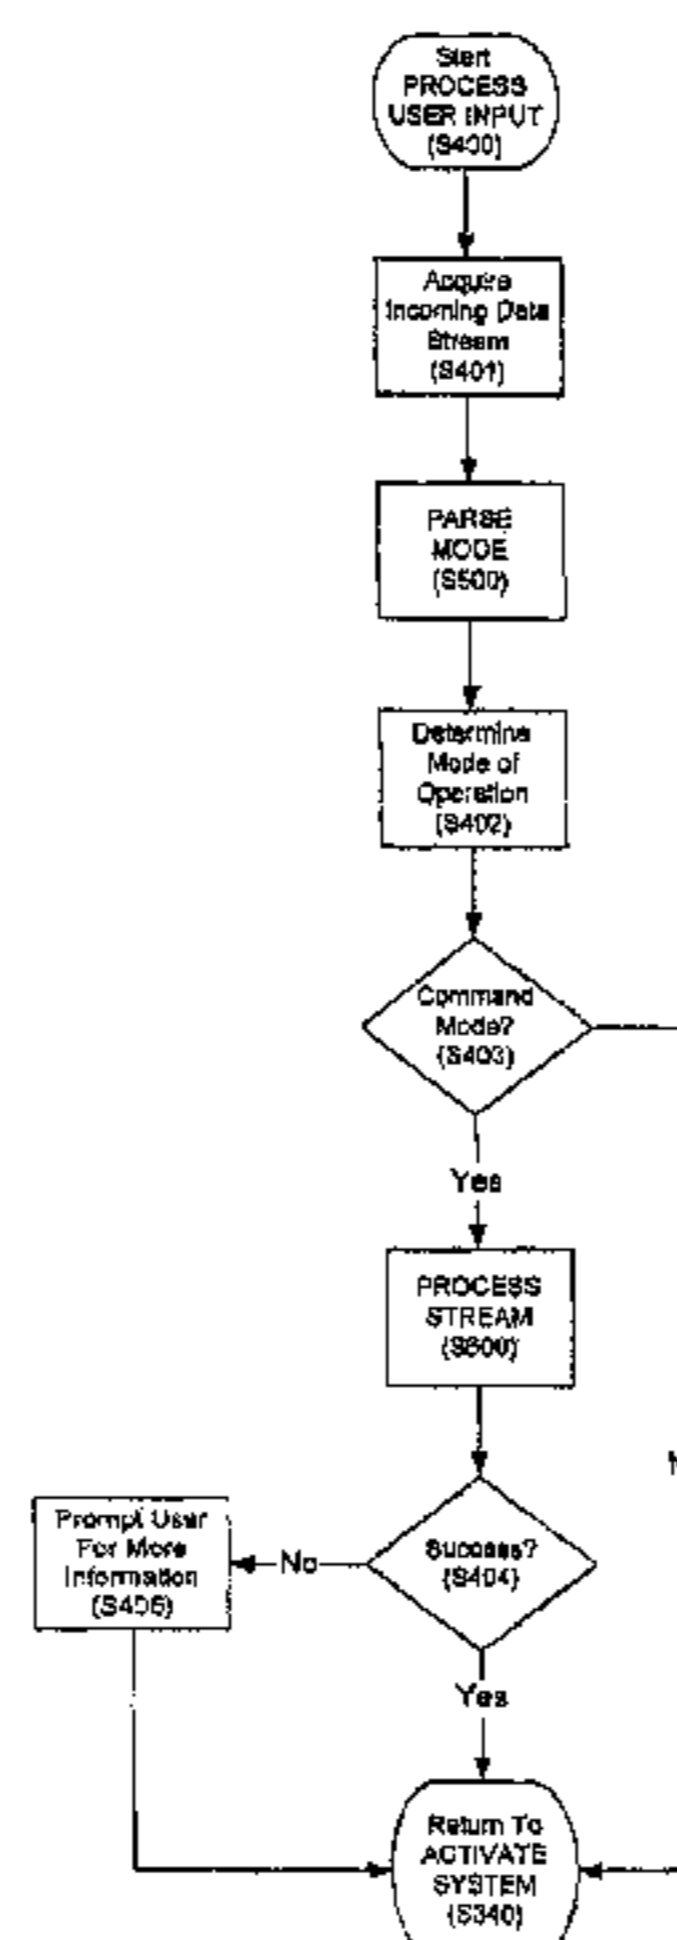 Start
PROCESS
USER INPUT
(S400)
Acquire
Incoming Data
Stream
(S401)
PARSE
MODE
(S500)
Determine
Mode of
Operation
(S402)
Command
Mode?
(S403)
Yes
PROCESS
STREAM
(S600)
Success?
(S404)
No
Prompt User
For More
Information
Yes
Return To
ACTIVATE
SYSTEM
(S340)